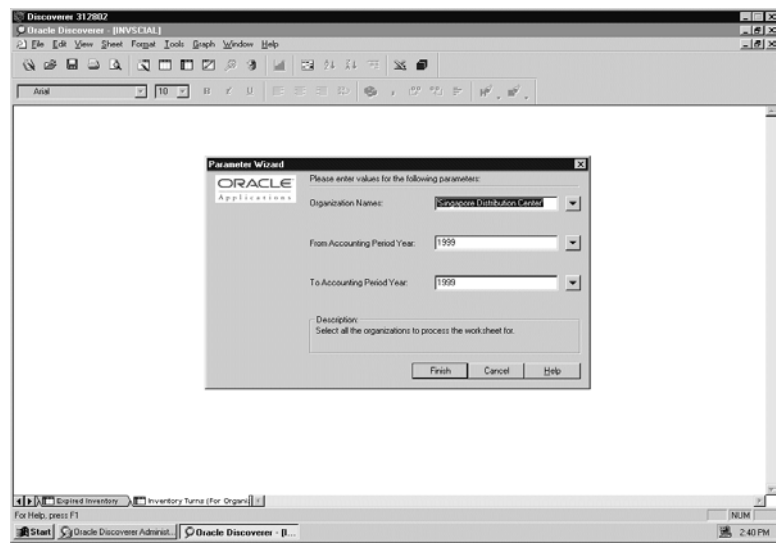 Discoverer 312802
Oracle Discoverer - [INVSCIAL]
File Edit View Sheet Format Tools Graph Window Help
Arial 10 B I U
Parameter Wizard
ORACLE
Applications
Please enter values for the following parameters:
Organization Names: 'Singapore Distribution Center'
From Accounting Period Year: 1999
To Accounting Period Year: 1999
Description:
Select all the organizations to process the worksheet for.
Finish Cancel Help
Expired Inventory Inventory Turns (For Organi
For Help, press F1 NUM
Start Oracle Discoverer Administ... Oracle Discoverer - [I... 2:40 PM